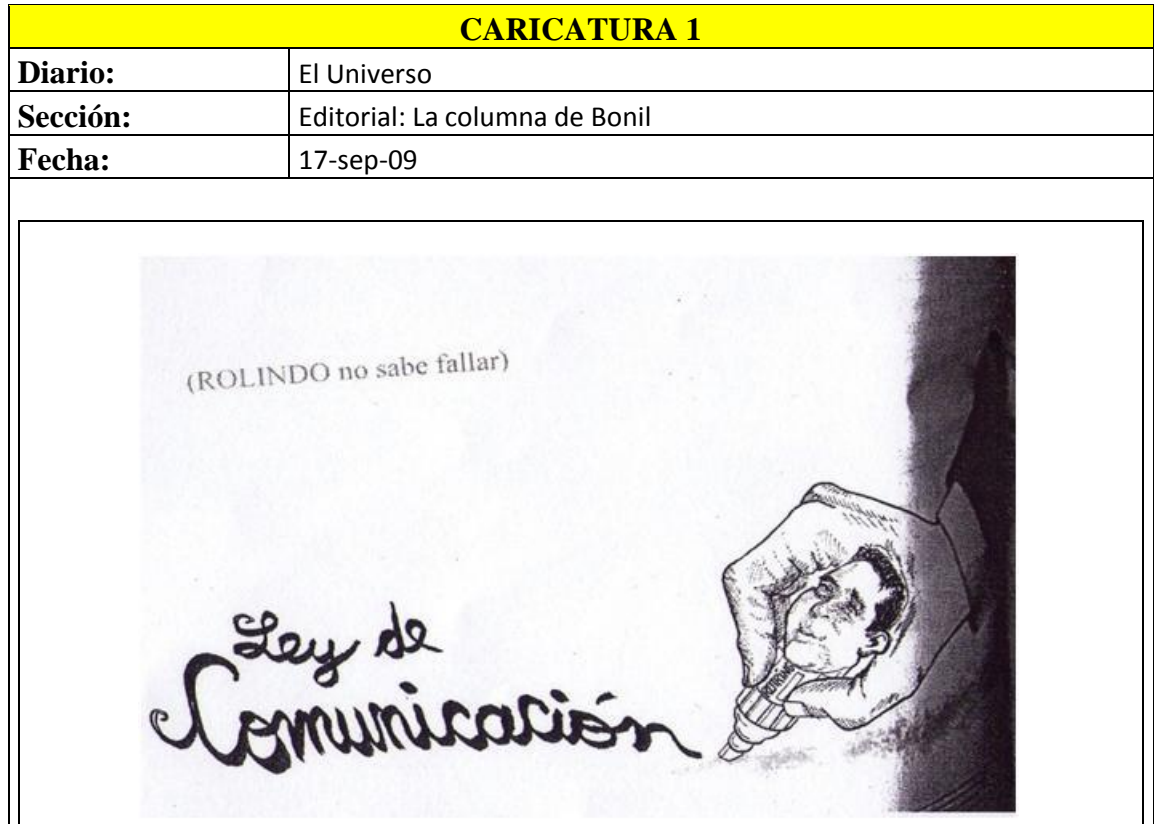 CARICATURA 1
Diario: El Universo
Sección: Editorial: La columna de Bonil
Fecha: 17-sep-09
(ROLINDO no sabe fallar)
Ley de
Comunicación